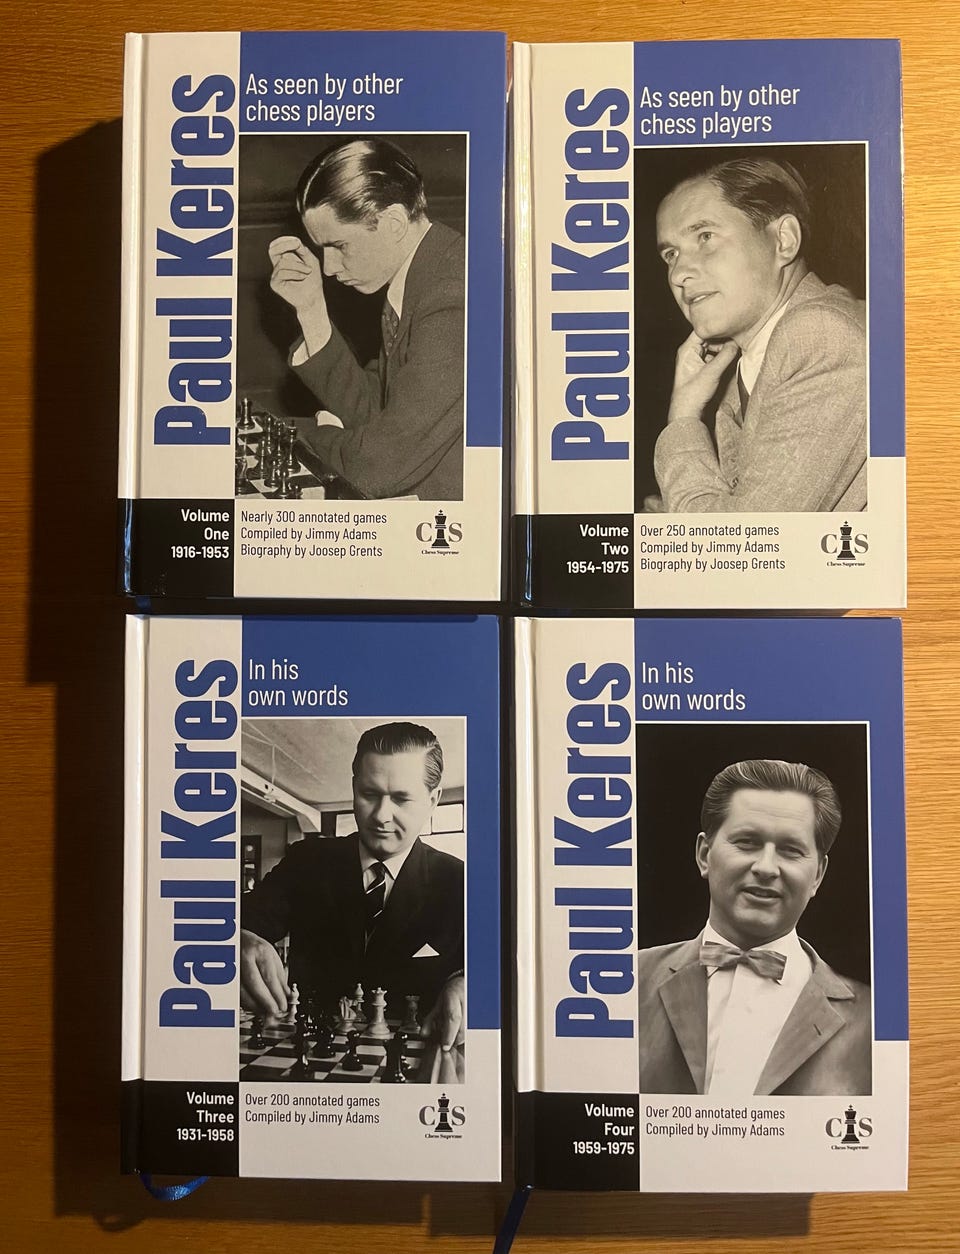 Paul Keres
As seen by other
chess players
Volume
One
1916-1953
Nearly 300 annotated games
Compiled by Jimmy Adams
Biography by Joosep Grents
CS
Chess Supreme
Paul Keres
As seen by other
chess players
Volume
Two
1954-1975
Over 250 annotated games
Compiled by Jimmy Adams
Biography by Joosep Grents
CS
Chess Supreme
Paul Keres
In his
own words
Volume
Three
1931-1958
Over 200 annotated games
Compiled by Jimmy Adams
CS
Chess Supreme
Paul Keres
In his
own words
Volume
Four
1959-1975
Over 200 annotated games
Compiled by Jimmy Adams
CS
Chess Supreme